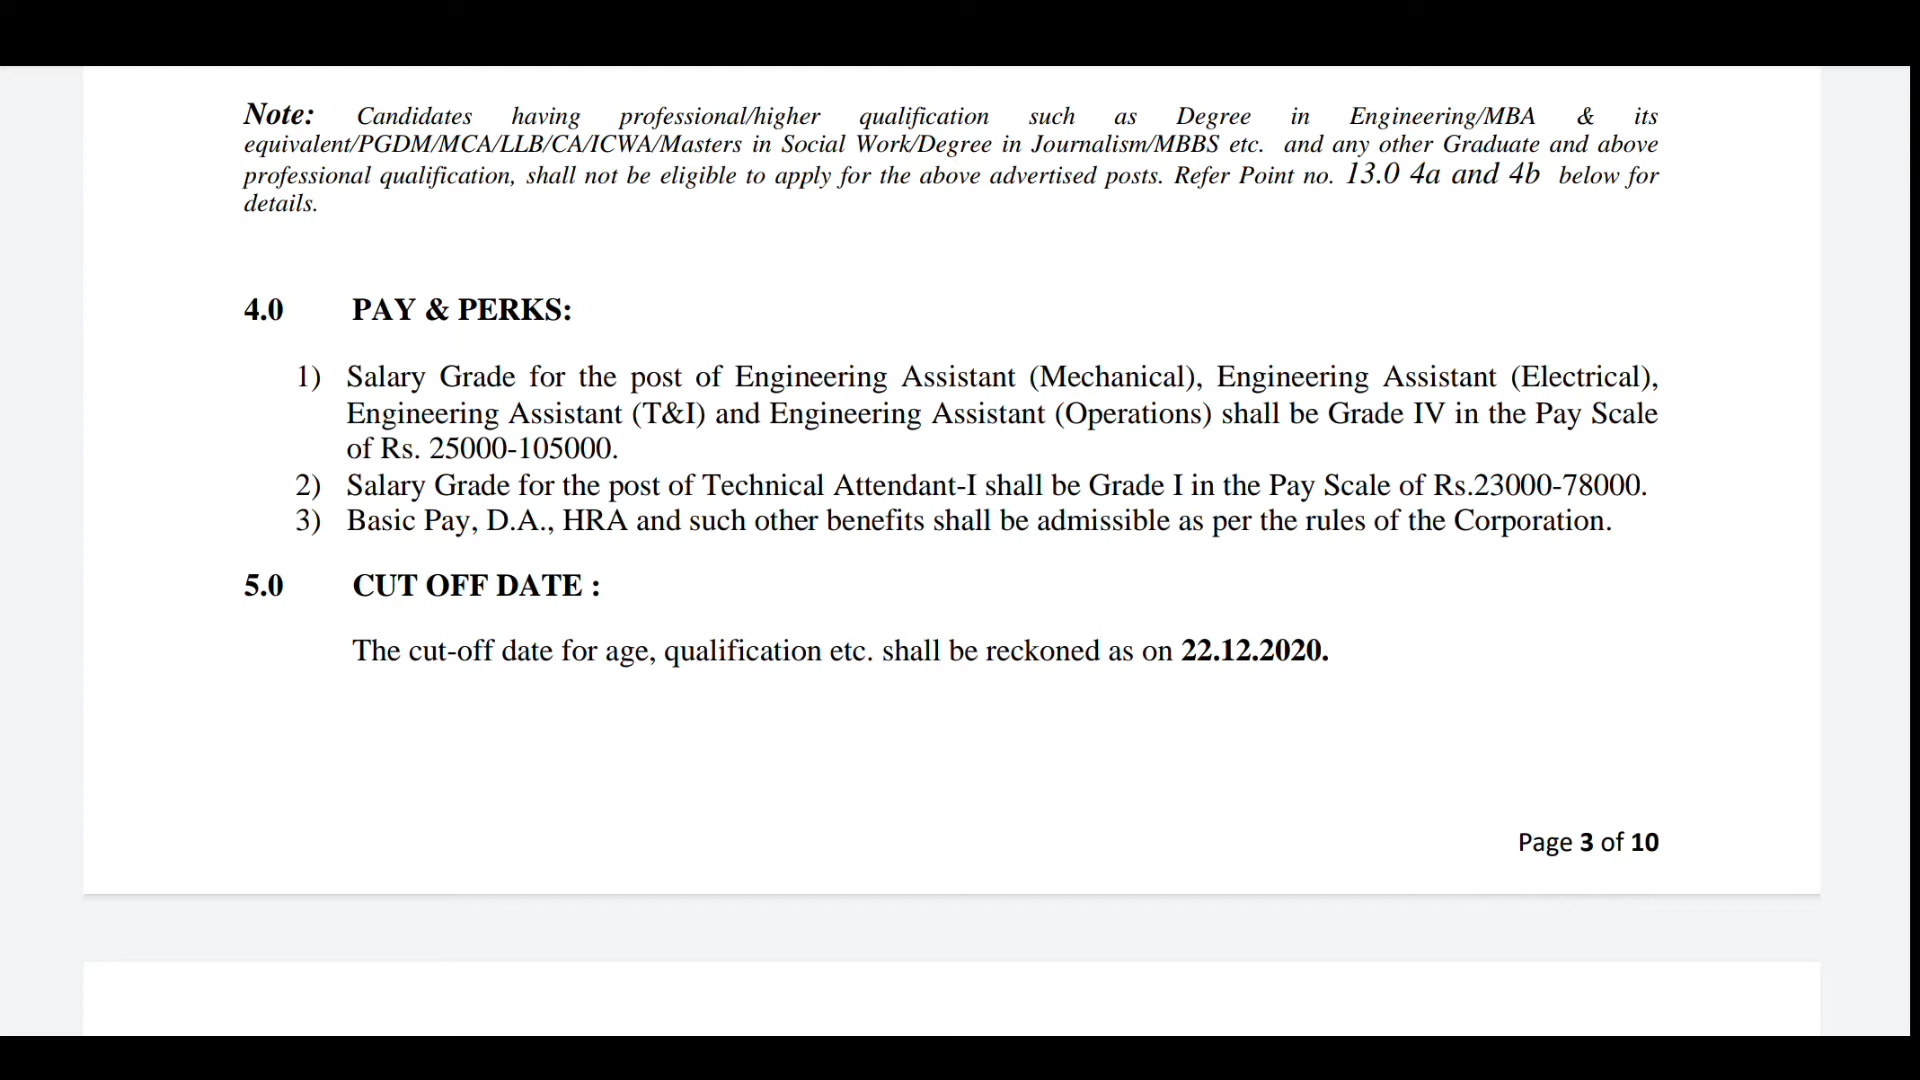 Note: Candidates having professional/higher qualification such as Degree in Engineering/MBA & its
equivalent/PGDM/MCA/LLB/CA/ICWA/Masters in Social Work/Degree in Journalism/MBBS etc. and any other Graduate and above
professional qualification, shall not be eligible to apply for the above advertised posts. Refer Point no. 13.0 4a and 4b below for
details.
4.0 PAY & PERKS:
1) Salary Grade for the post of Engineering Assistant (Mechanical), Engineering Assistant (Electrical),
Engineering Assistant (T&I) and Engineering Assistant (Operations) shall be Grade IV in the Pay Scale
of Rs. 25000-105000.
2) Salary Grade for the post of Technical Attendant-I shall be Grade I in the Pay Scale of Rs.23000-78000.
3) Basic Pay, D.A., HRA and such other benefits shall be admissible as per the rules of the Corporation.
5.0 CUT OFF DATE :
The cut-off date for age, qualification etc. shall be reckoned as on 22.12.2020.
Page 3 of 10